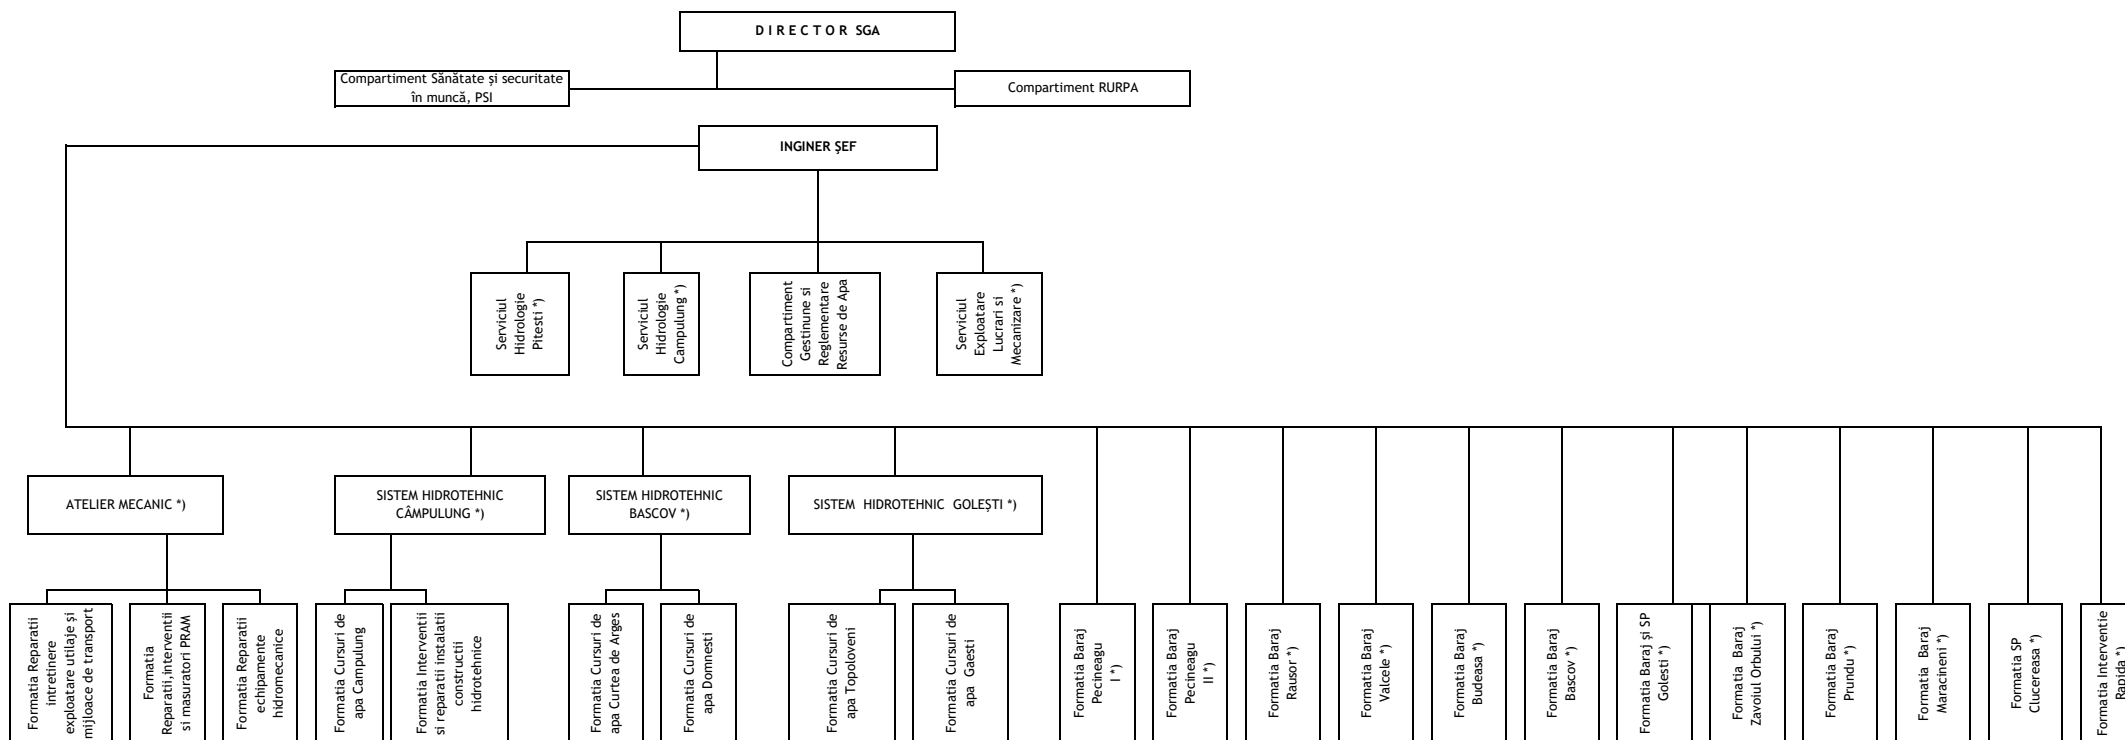 D I R E C T O R SGA
Compartiment Sănătate și securitate
în muncă, PSI
Compartiment RURPA
INGINER ŞEF
Serviciul
Hidrologie
Pitesti *)
Serviciul
Hidrologie
Campulung *)
Compartiment
Gestinune si
Reglementare
Resurse de Apa
Serviciul
Exploatare
Lucrari si
Mecanizare *)
ATELIER MECANIC *)
SISTEM HIDROTEHNIC
CÂMPULUNG *)
SISTEM HIDROTEHNIC
BASCOV *)
SISTEM HIDROTEHNIC GOLEȘTI *)
Formatia Reparatii
intretinere
exploatare utilaje și
mijloace de transport
Formatia
Reparatii,interventii
si masuratori PRAM
Formatia Reparatii
echipamente
hidromecanice
Formatia Cursuri de
apa Campulung
Formatia Interventii
si reparatii instalatii
constructii
hidrotehnice
Formatia Cursuri de
apa Curtea de Arges
Formatia Cursuri de
apa Domnesti
Formatia Cursuri de
apa Topoloveni
Formatia Cursuri de
apa Gaesti
Formatia Baraj
Pecineagu
I *)
Formatia Baraj
Pecineagu
II *)
Formatia Baraj
Rausor *)
Formatia Baraj
Valcele *)
Formatia Baraj
Budeasa *)
Formatia Baraj
Bascov *)
Formatia Baraj și SP
Golesti *)
Formatia Baraj
Zavoiul Orbului *)
Formatia Baraj
Prundu *)
Formatia Baraj
Maracineni *)
Formatia SP
Clucereasa *)
Formatia Interventie
Rapida *)